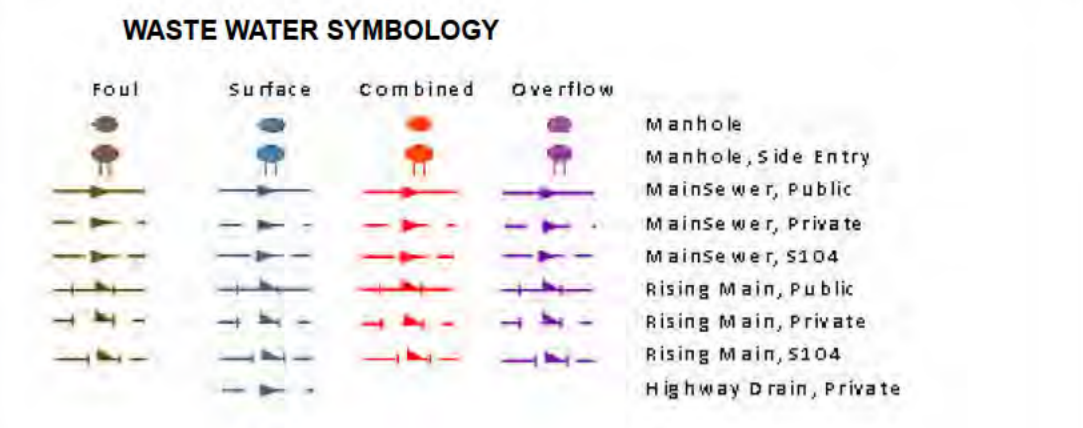 WASTE WATER SYMBOLOGY
Foul Surface Combined Overflow
Manhole
Manhole, Side Entry
MainSewer, Public
MainSewer, Private
MainSewer, S104
Rising Main, Public
Rising Main, Private
Rising Main, S104
Highway Drain, Private